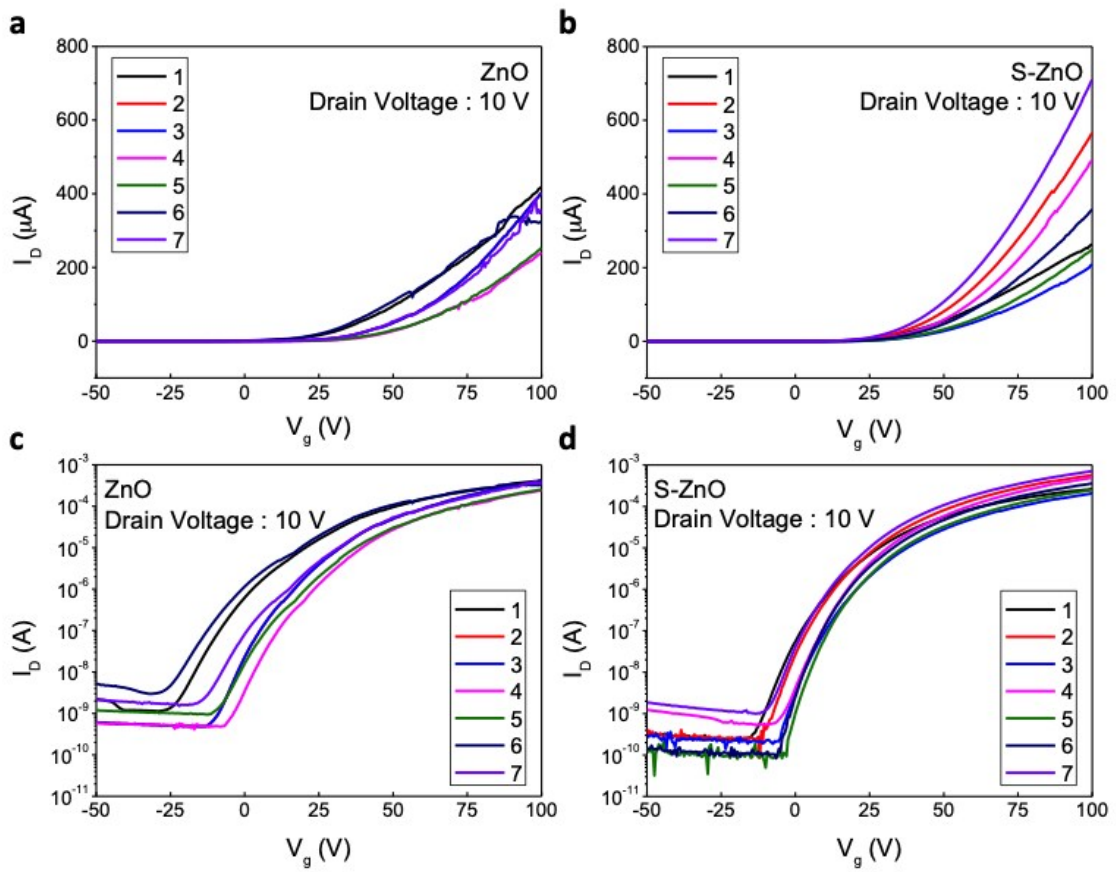 a
800
600
400
200
0
I_D (μA)
1
2
3
4
5
6
7
ZnO
Drain Voltage : 10 V
-50 -25 0 25 50 75 100
V_g (V)
b
800
600
400
200
0
I_D (μA)
1
2
3
4
5
6
7
S-ZnO
Drain Voltage : 10 V
-50 -25 0 25 50 75 100
V_g (V)
c
10^-3
10^-4
10^-5
10^-6
10^-7
10^-8
10^-9
10^-10
10^-11
I_D (A)
ZnO
Drain Voltage : 10 V
1
2
3
4
5
6
7
-50 -25 0 25 50 75 100
V_g (V)
d
10^-3
10^-4
10^-5
10^-6
10^-7
10^-8
10^-9
10^-10
10^-11
I_D (A)
S-ZnO
Drain Voltage : 10 V
1
2
3
4
5
6
7
-50 -25 0 25 50 75 100
V_g (V)